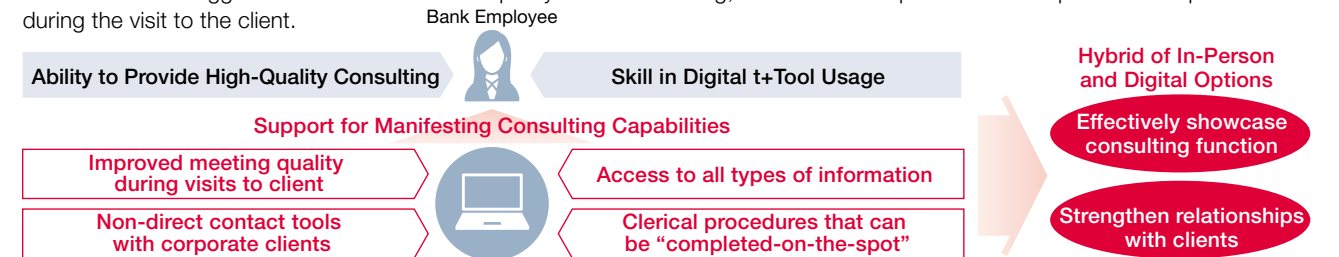 during the visit to the client.
Bank Employee
Ability to Provide High-Quality Consulting
Skill in Digital t+Tool Usage
Support for Manifesting Consulting Capabilities
Improved meeting quality
during visits to client
Access to all types of information
Non-direct contact tools
with corporate clients
Clerical procedures that can
be “completed-on-the-spot”
Hybrid of In-Person
and Digital Options
Effectively showcase
consulting function
Strengthen relationships
with clients